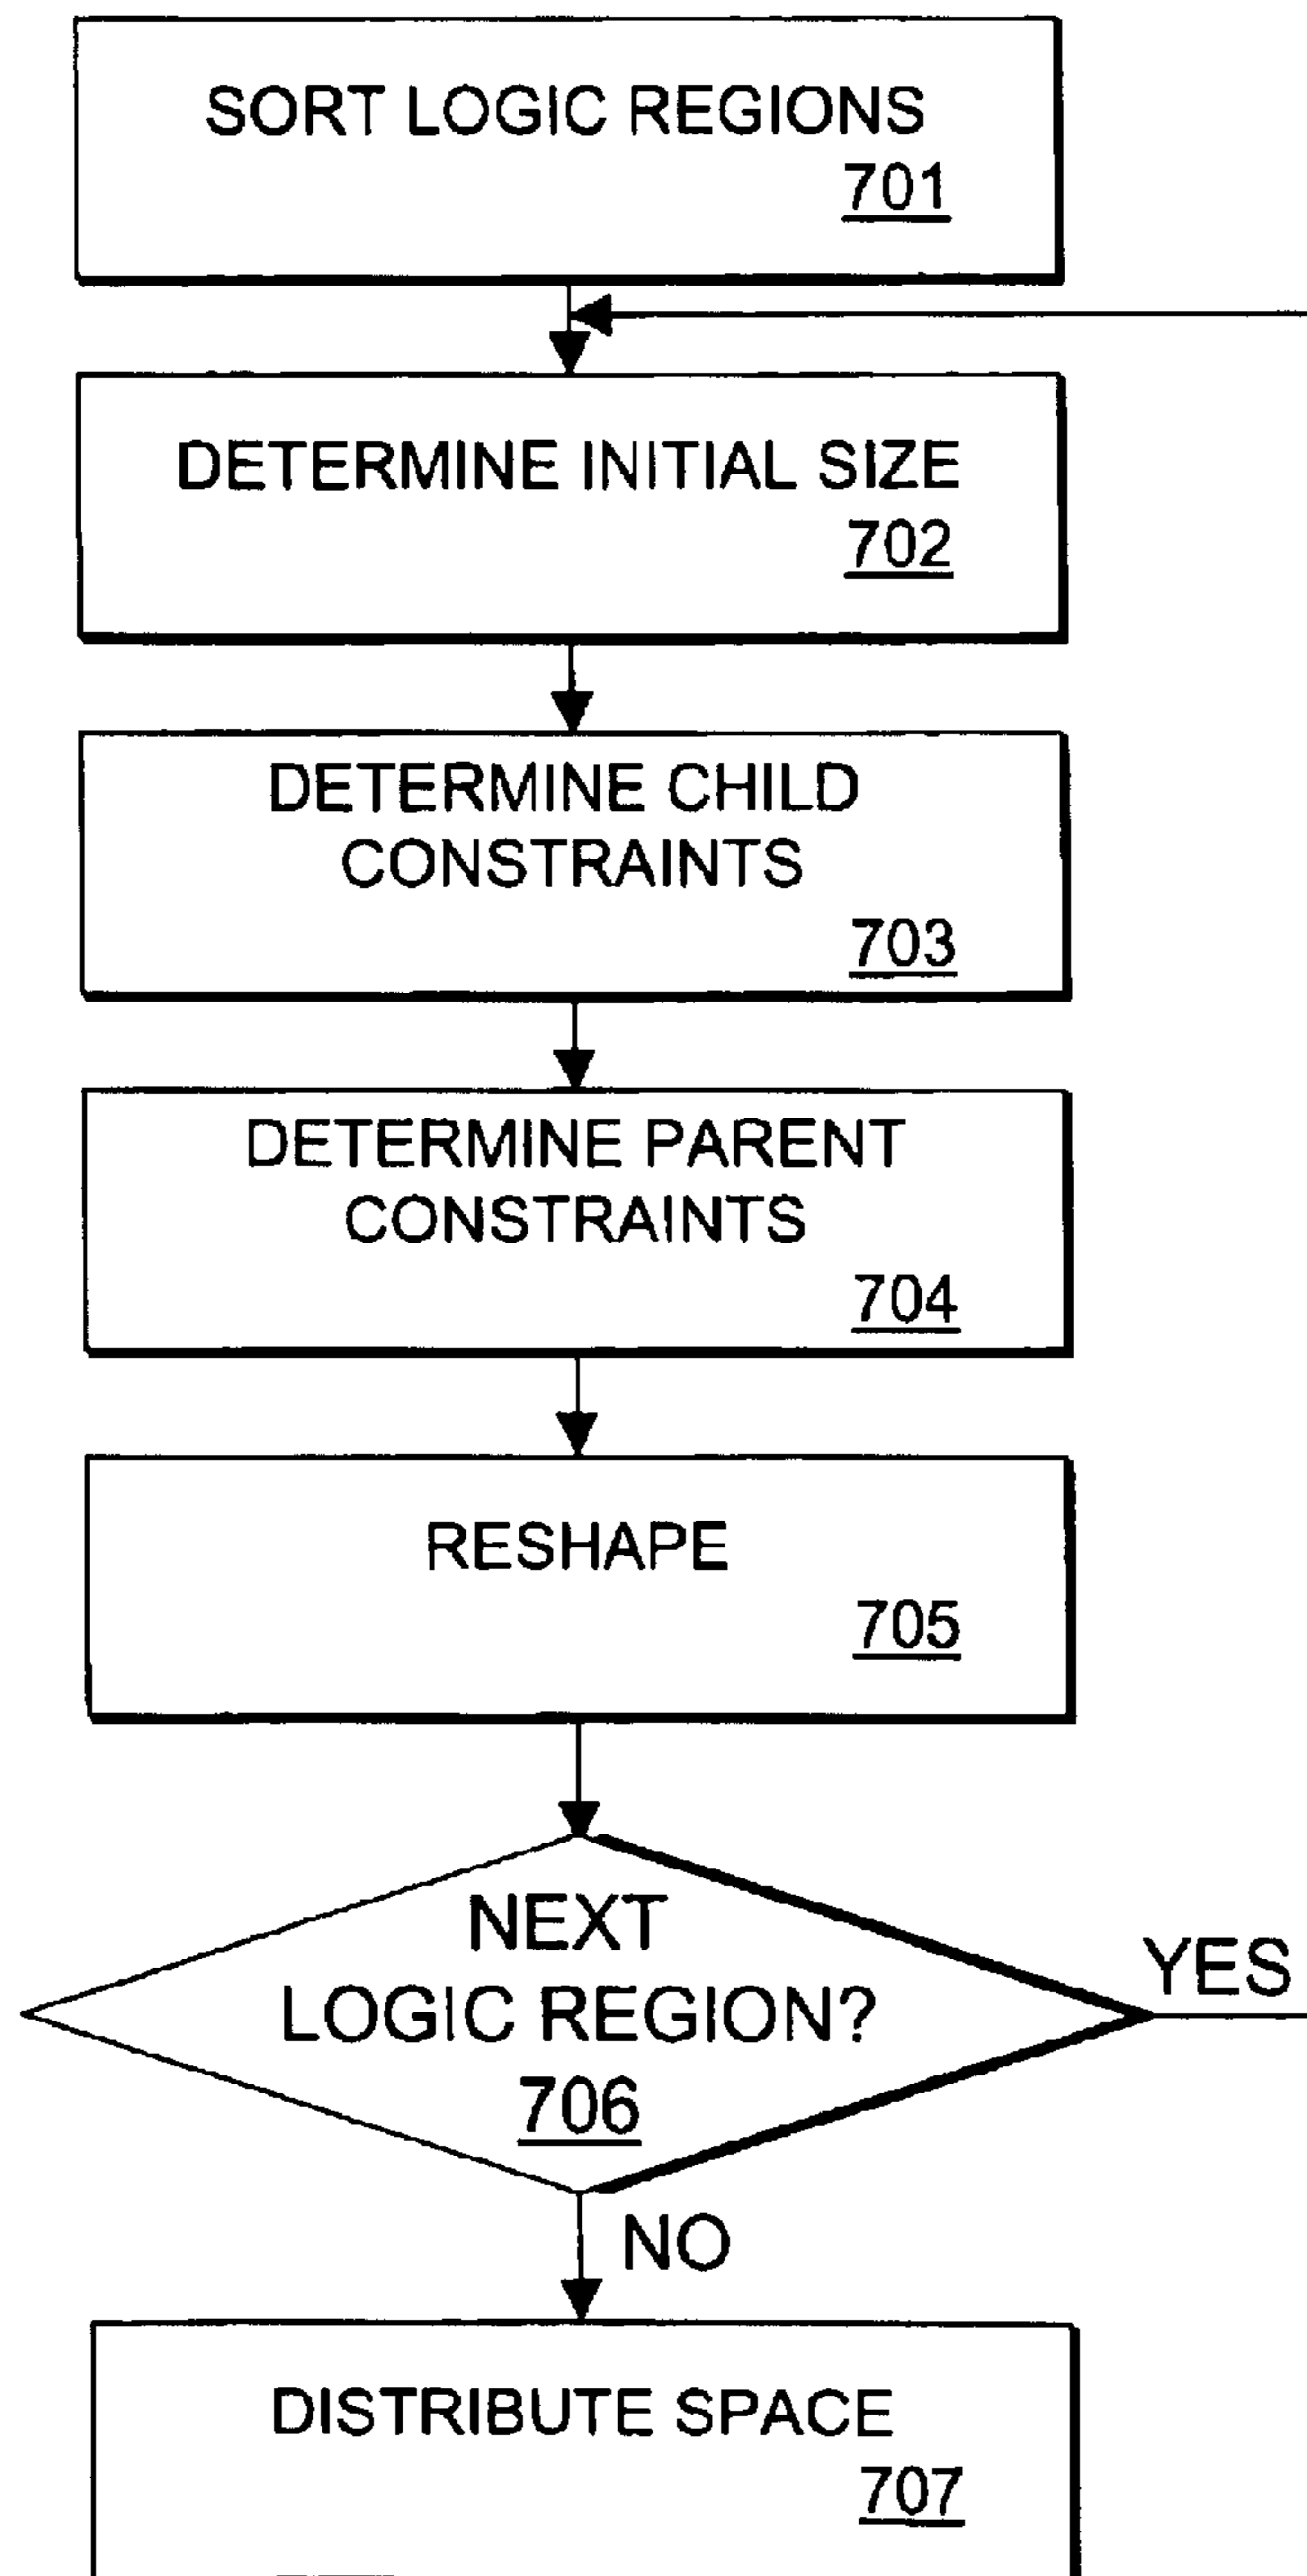 SORT LOGIC REGIONS
701
DETERMINE INITIAL SIZE
702
DETERMINE CHILD
CONSTRAINTS
703
DETERMINE PARENT
CONSTRAINTS
704
RESHAPE
705
NEXT
LOGIC REGION?
706
YES
NO
DISTRIBUTE SPACE
707